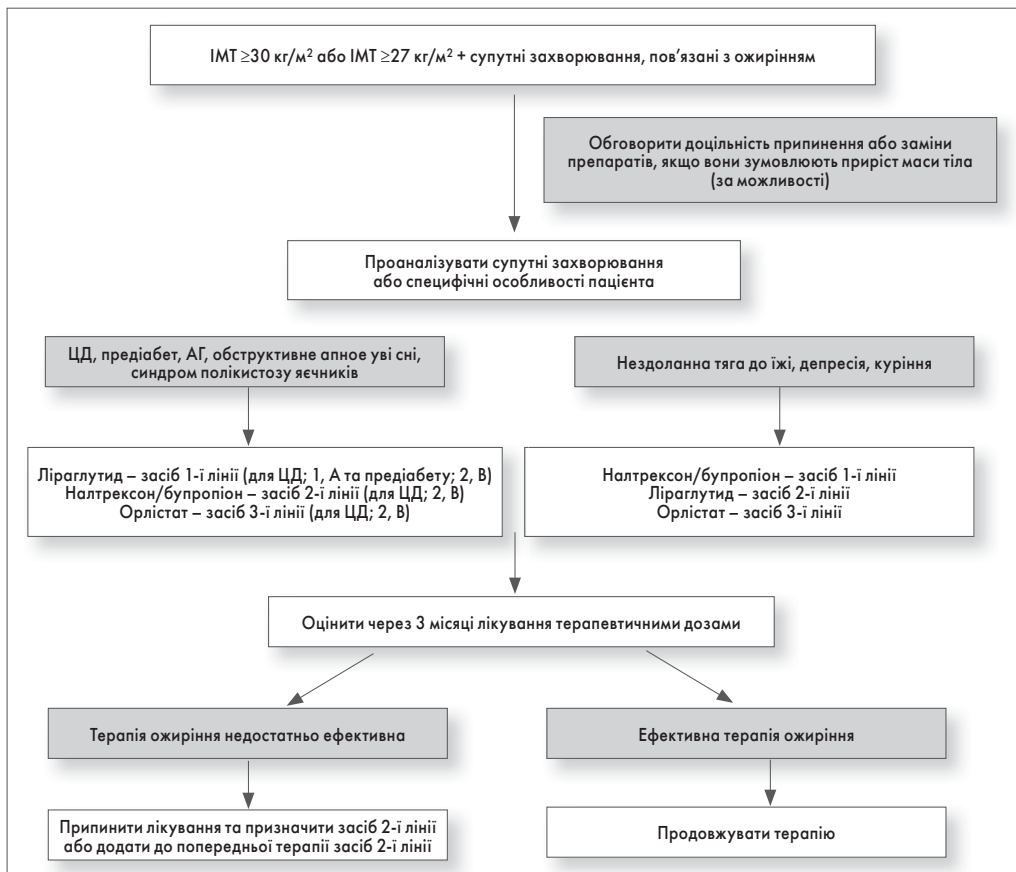 ІМТ ≥30 кг/м² або ІМТ ≥27 кг/м² + супутні захворювання, пов’язані з ожирінням
Обговорити доцільність припинення або заміни
препаратів, якщо вони зумовлюють приріст маси тіла
(за можливості)
Проаналізувати супутні захворювання
або специфічні особливості пацієнта
ЦД, предіабет, АГ, обструктивне апное уві сні,
синдром полікистозу яєчників
Нездоланна тяга до їжі, депресія, куріння
Ліраглутид – засіб 1-ї лінії (для ЦД; 1, А та предіабету; 2, В)
Налтрексон/бупропіон – засіб 2-ї лінії (для ЦД; 2, В)
Орлістат – засіб 3-ї лінії (для ЦД; 2, В)
Налтрексон/бупропіон – засіб 1-ї лінії
Ліраглутид – засіб 2-ї лінії
Орлістат – засіб 3-ї лінії
Оцінити через 3 місяці лікування терапевтичними дозами
Терапія ожиріння недостатньо ефективна
Ефективна терапія ожиріння
Припинити лікування та призначити засіб 2-ї лінії
або додати до попередньої терапії засіб 2-ї лінії
Продовжувати терапію